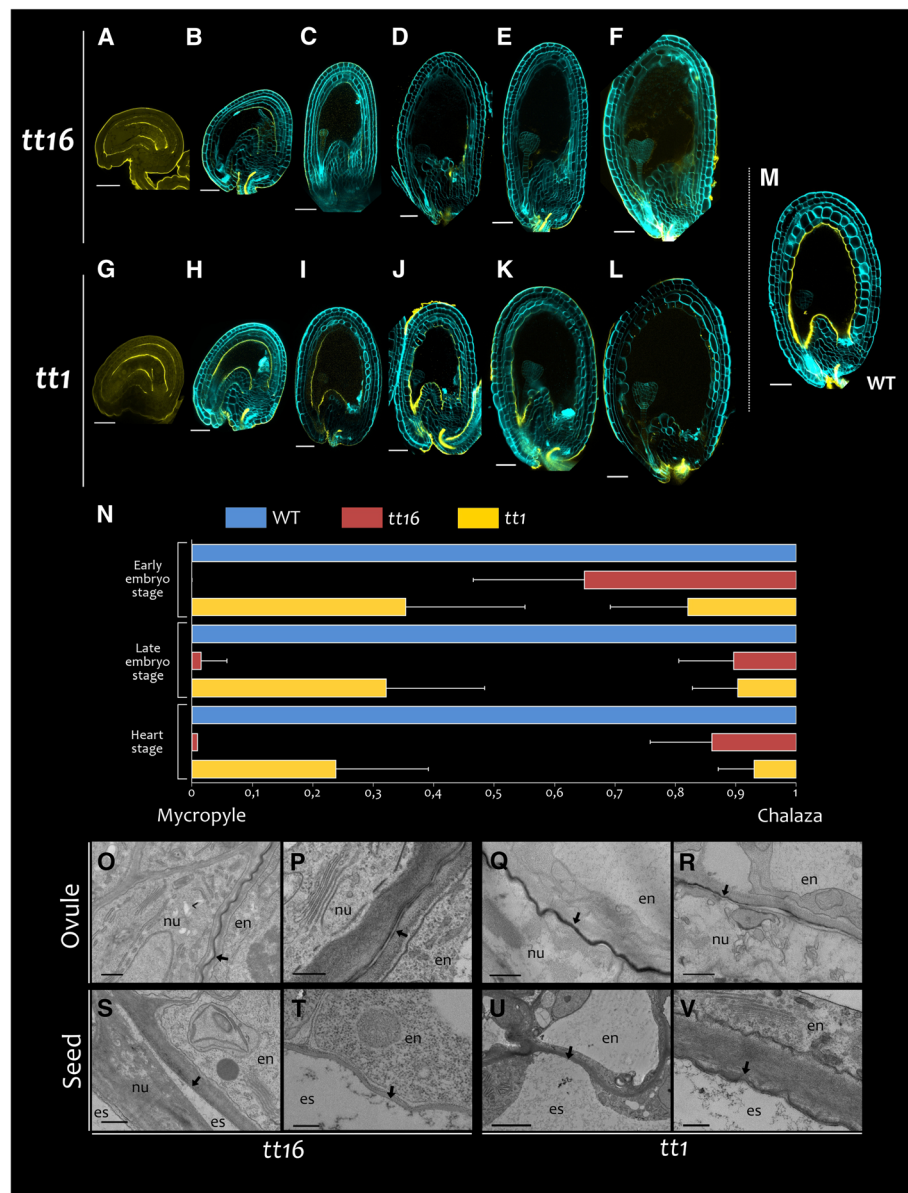 A B C D E F
tt16
M
G H I J K L
tt1
WT
N WT tt16 tt1
Early
embryo
stage
Late
embryo
stage
Heart
stage
0 0,1 0,2 0,3 0,4 0,5 0,6 0,7 0,8 0,9 1
Mycropyle Chalaza
Ovule
O nu en
P nu en
Q nu en
R en nu
Seed
S nu en es es
T en es
U en es
V en es
tt16 tt1